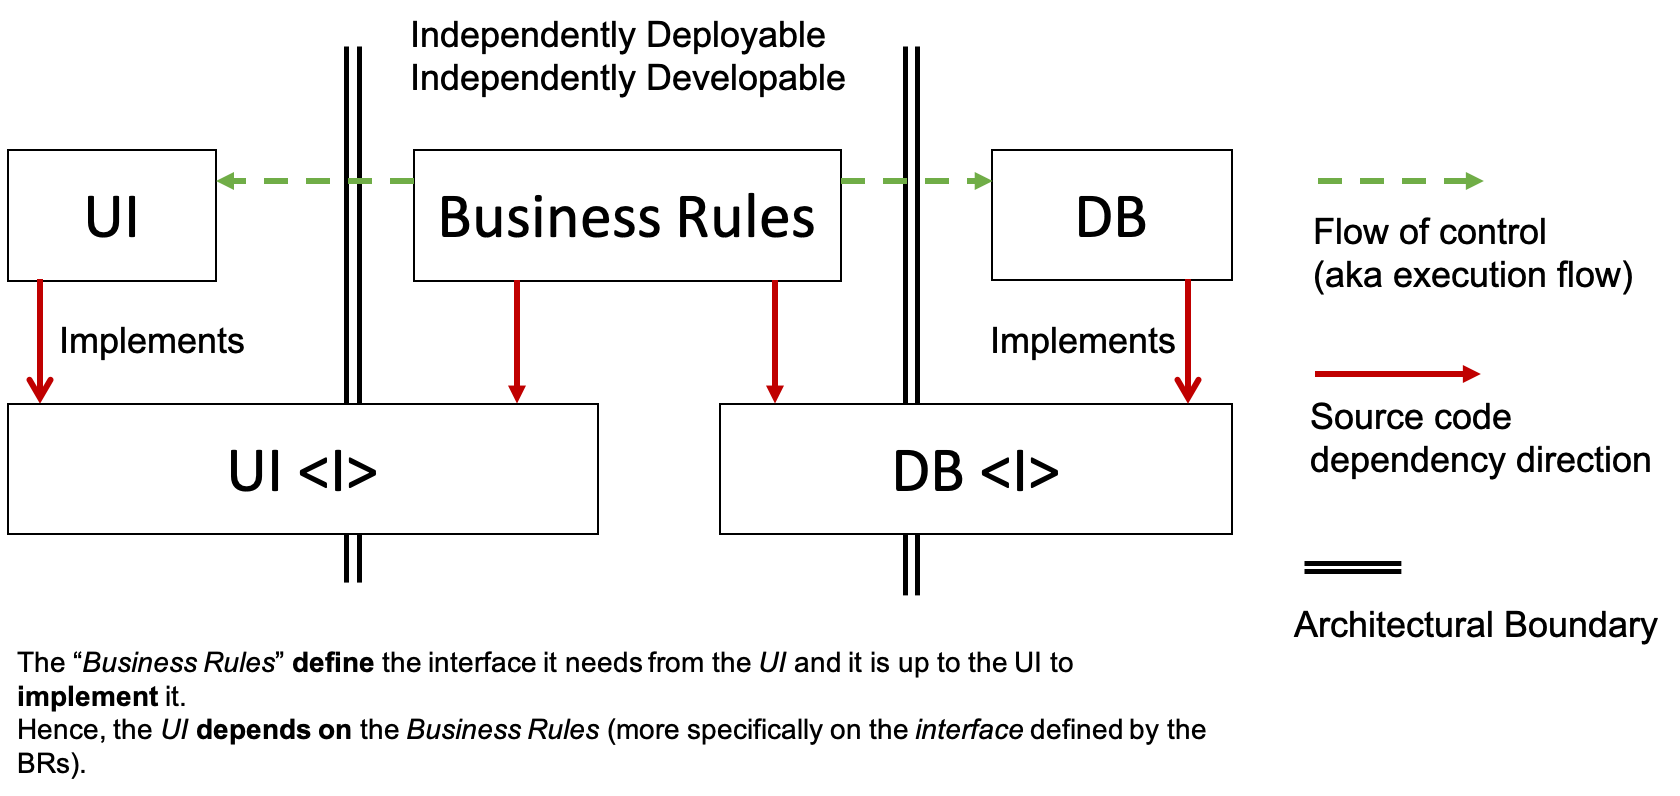 Independently Deployable
Independently Developable
UI
Business Rules
DB
Flow of control
(aka execution flow)
Implements
Implements
Source code
dependency direction
UI <I>
DB <I>
Architectural Boundary
The “Business Rules” define the interface it needs from the UI and it is up to the UI to
implement it.
Hence, the UI depends on the Business Rules (more specifically on the interface defined by the
BRs).